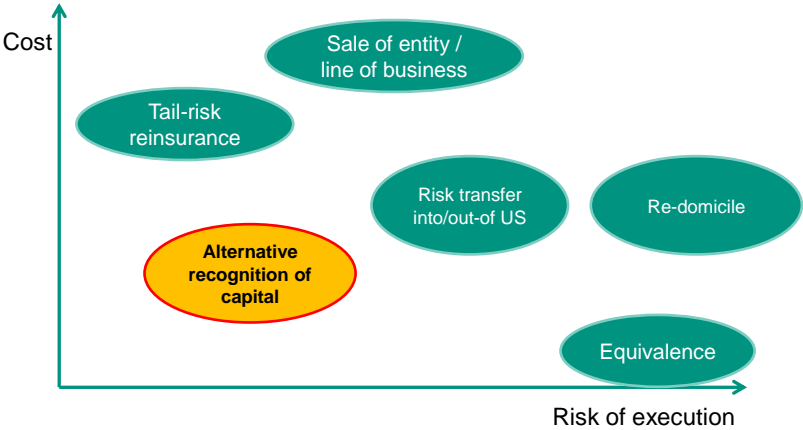 Cost
Sale of entity /
line of business
Tail-risk
reinsurance
Risk transfer
into/out-of US
Re-domicile
Alternative
recognition of
capital
Equivalence
Risk of execution